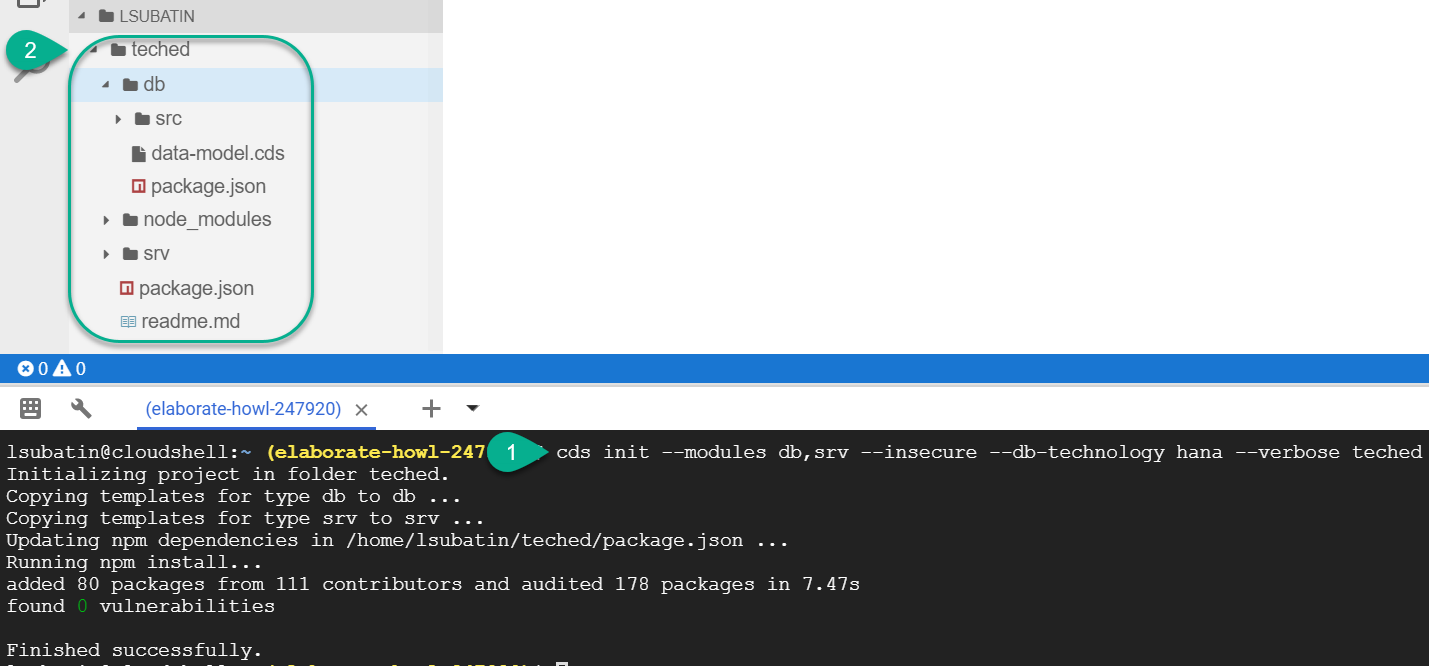 LSUBATIN
2
teched
db
src
data-model.cds
package.json
node_modules
srv
package.json
readme.md
0 0
(elaborate-howl-247920)
lsubatin@cloudshell:~ (elaborate-howl-247 1 cds init --modules db,srv --insecure --db-technology hana --verbose teched
Initializing project in folder teched.
Copying templates for type db to db ...
Copying templates for type srv to srv ...
Updating npm dependencies in /home/lsubatin/teched/package.json ...
Running npm install...
added 80 packages from 111 contributors and audited 178 packages in 7.47s
found 0 vulnerabilities
Finished successfully.